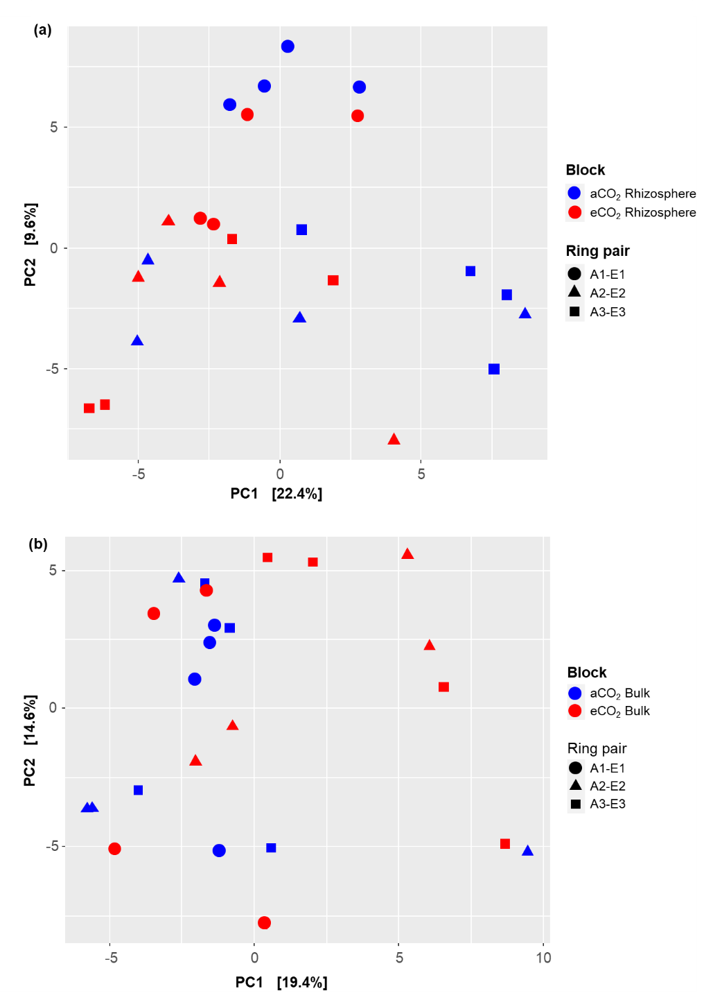 (a)
5
0
-5
PC2 [9.6%]
-5
0
5
PC1 [22.4%]
Block
aCO₂ Rhizosphere
eCO₂ Rhizosphere
Ring pair
A1-E1
A2-E2
A3-E3
(b)
5
0
-5
PC2 [14.6%]
-5
0
5
10
PC1 [19.4%]
Block
aCO₂ Bulk
eCO₂ Bulk
Ring pair
A1-E1
A2-E2
A3-E3